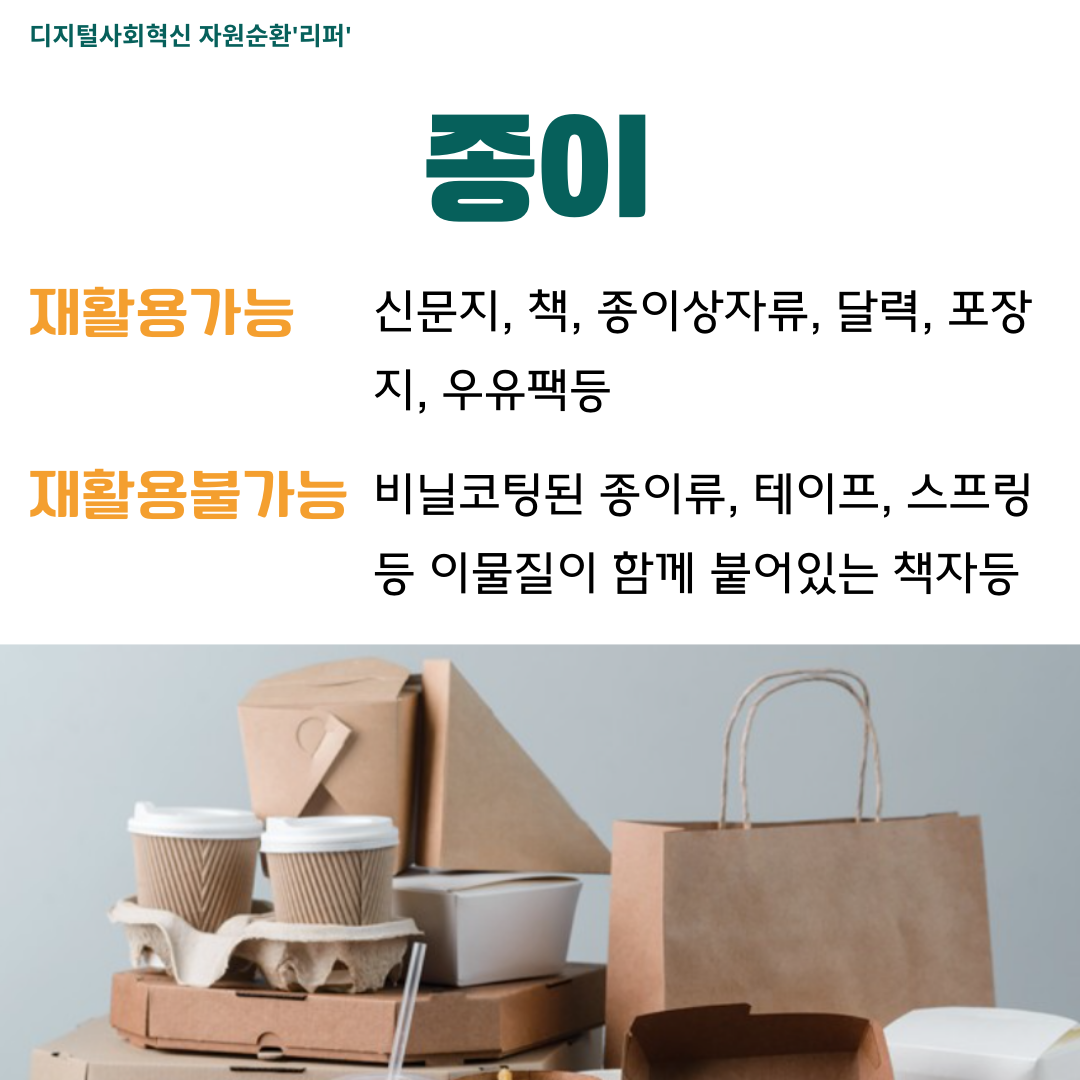 디지털사회혁신 자원순환'리퍼'
종이
재활용가능
신문지, 책, 종이상자류, 달력, 포장
지, 우유팩등
재활용불가능
비닐코팅된 종이류, 테이프, 스프링
등 이물질이 함께 붙어있는 책자등